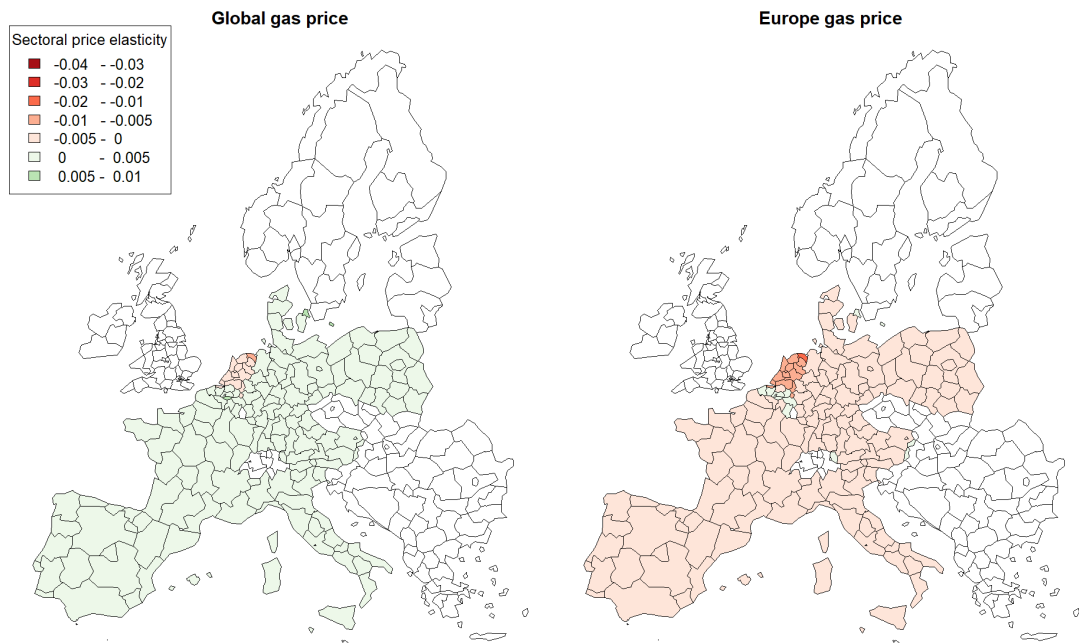 Global gas price
Europe gas price
Sectoral price elasticity
-0.04 - -0.03
-0.03 - -0.02
-0.02 - -0.01
-0.01 - -0.005
-0.005 - 0
0 - 0.005
0.005 - 0.01